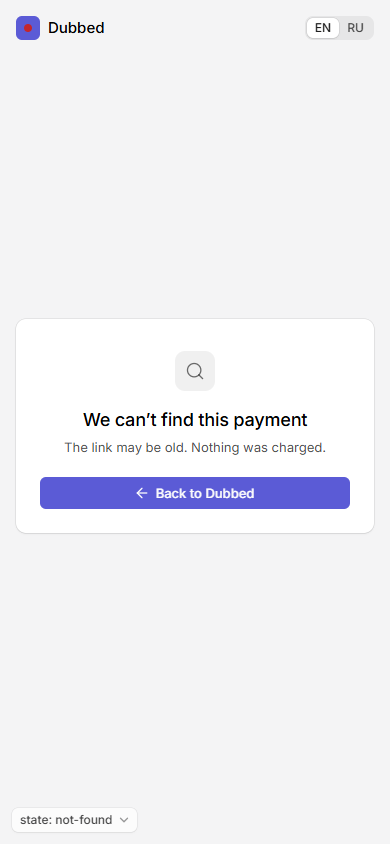 Dubbed
EN RU
We can’t find this payment
The link may be old. Nothing was charged.
Back to Dubbed
state: not-found